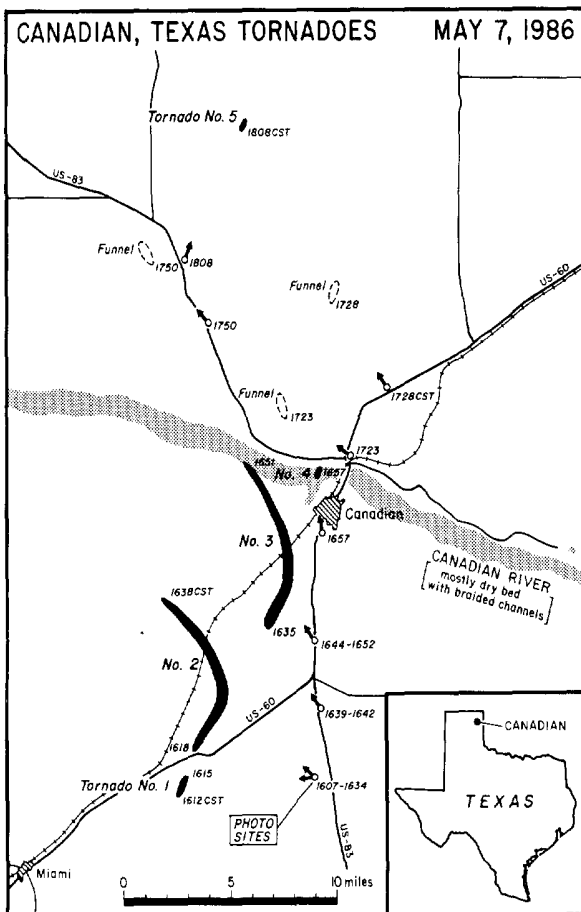 CANADIAN, TEXAS TORNADOES MAY 7, 1986
Tornado No. 5
1808CST
US-83
Funnel
1750
1808
Funnel
1728
US-60
1750
1728CST
Funnel
1723
1723
1651
No. 4
1657
Canadian
No. 3
1657
CANADIAN RIVER
mostly dry bed
with braided channels
1638CST
1635
1644-1652
No. 2
US-60
1639-1642
1618
CANADIAN
Tornado No. 1
1615
1612CST
1607-1634
TEXAS
PHOTO
SITES
US-83
Miami
0 5 10 miles